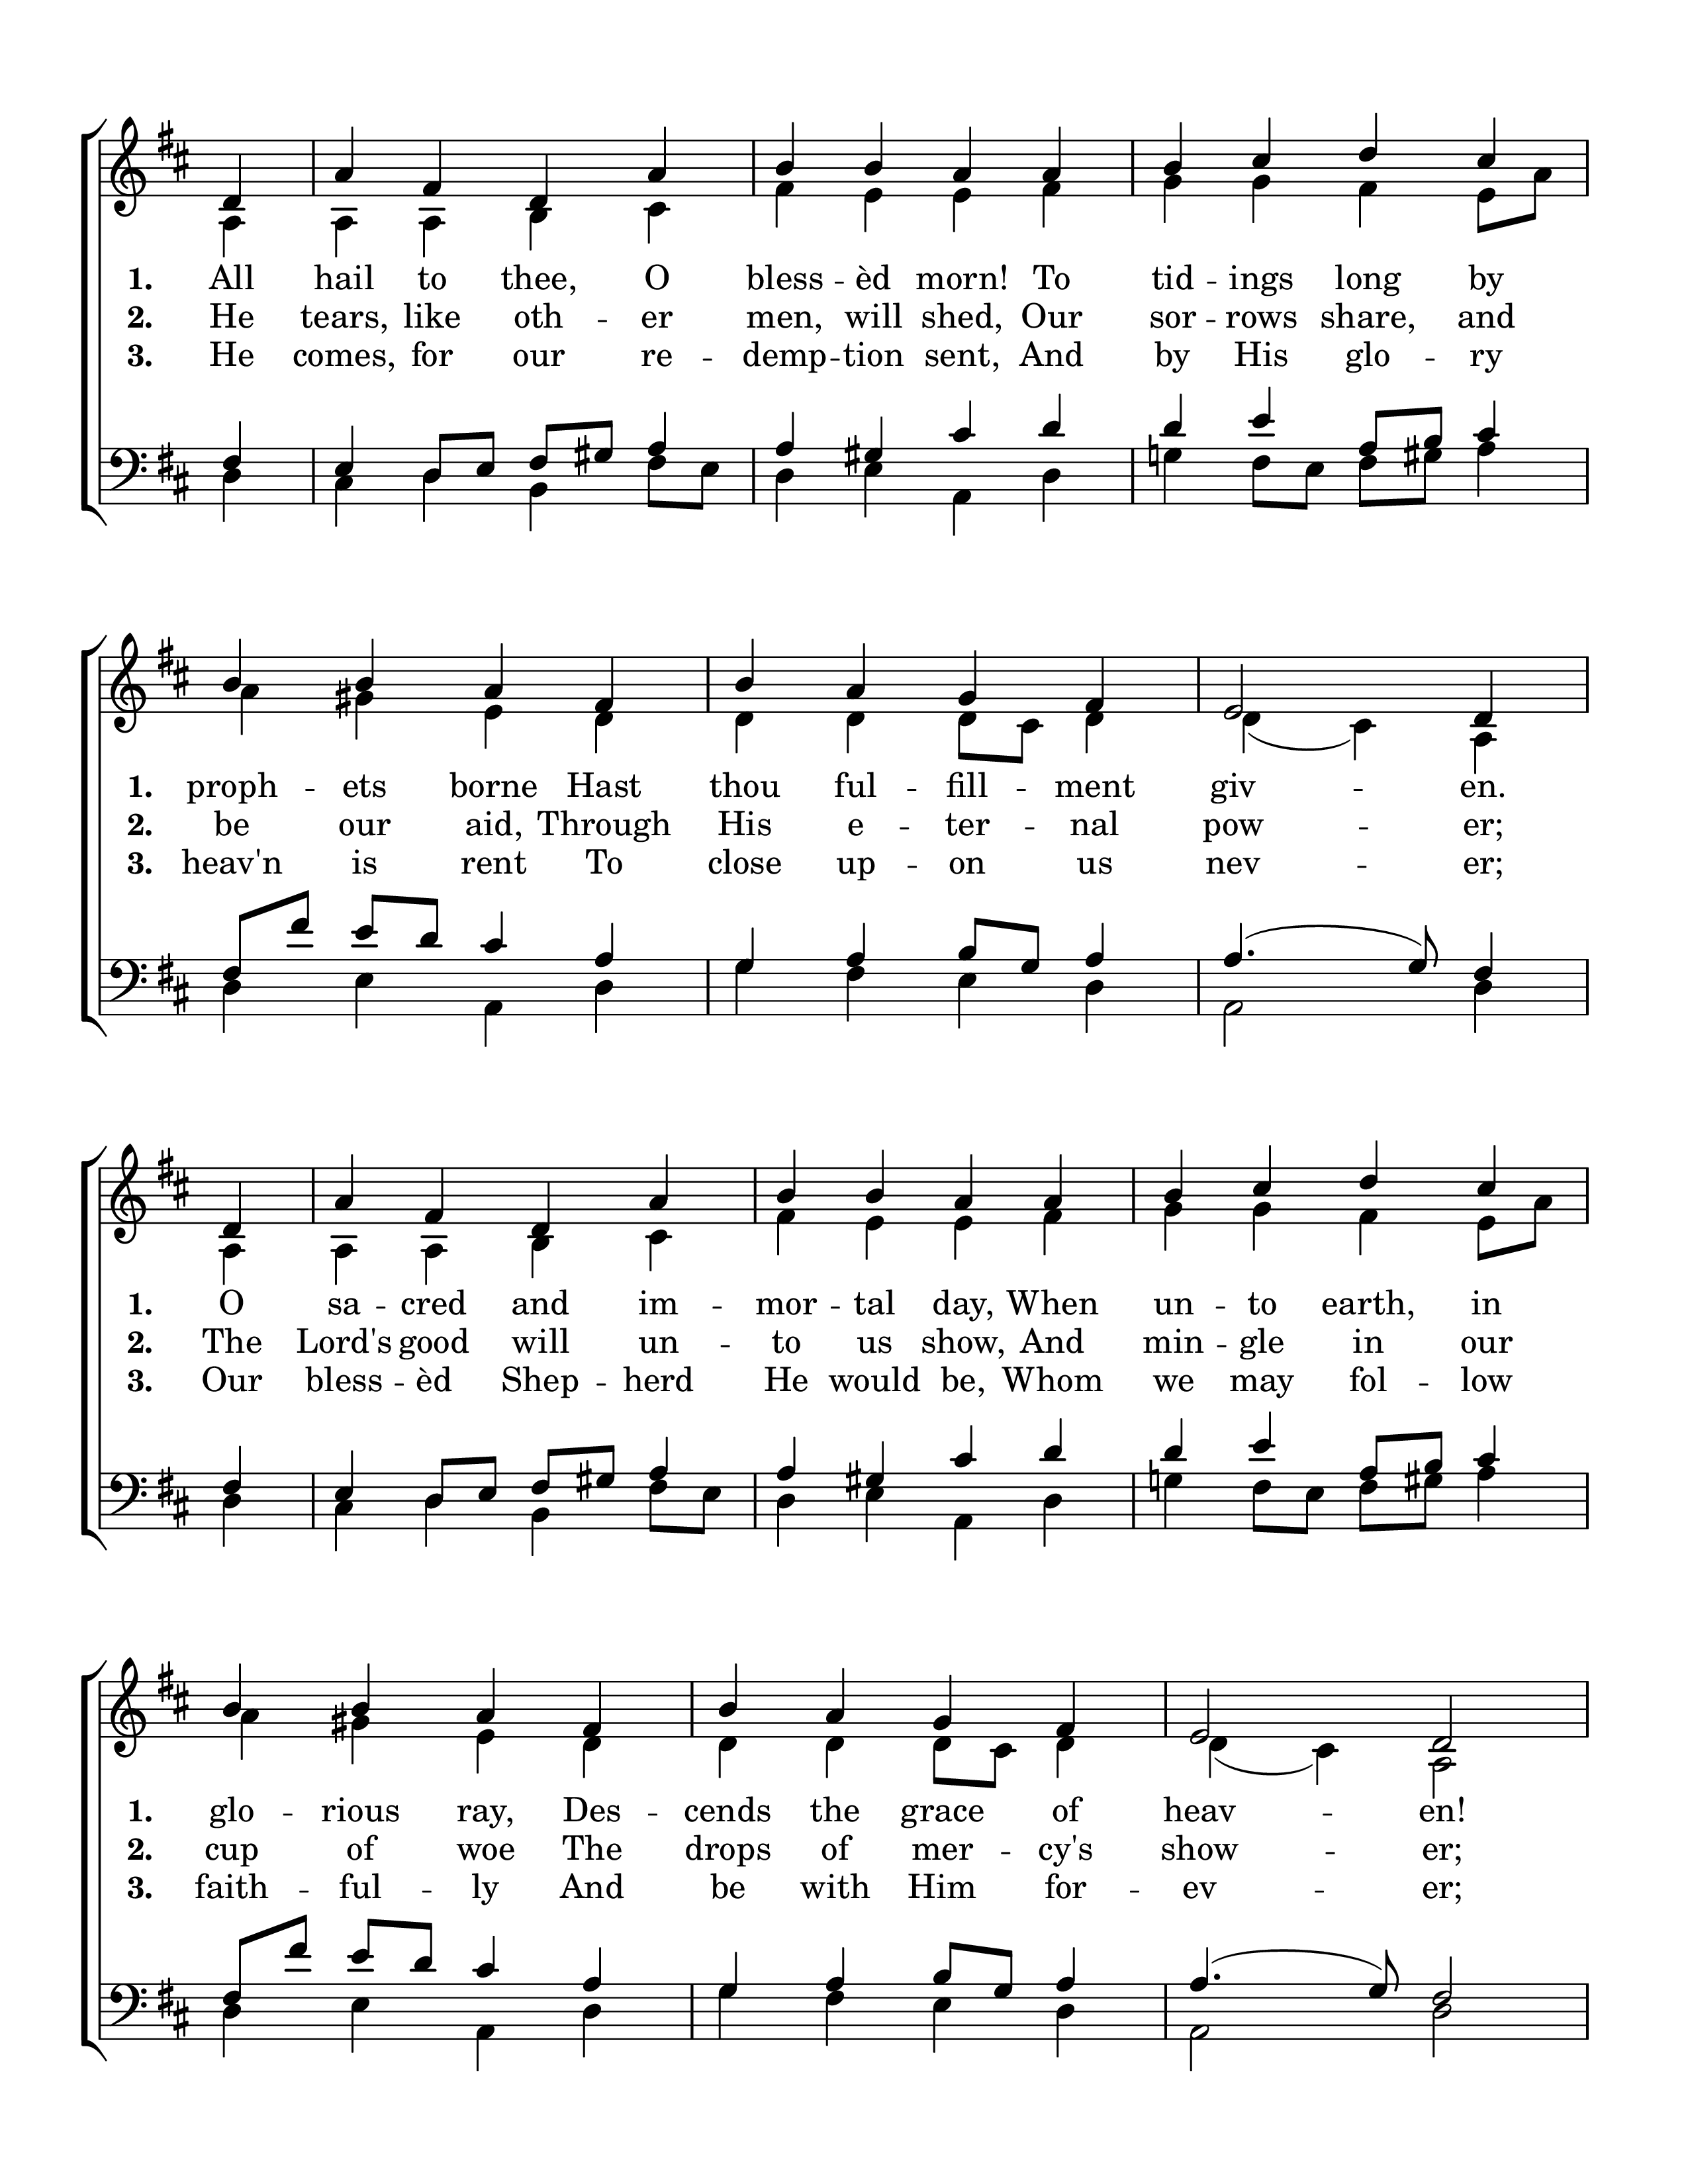 1. All hail to thee, O bless -- èd morn! To tid -- ings long by
2. He tears, like oth -- er men, will shed, Our sor -- rows share, and
3. He comes, for our re -- demp -- tion sent, And by His glo -- ry
1. proph -- ets borne Hast thou ful -- fill -- ment giv -- en.
2. be our aid, Through His e -- ter -- nal pow -- er;
3. heav'n is rent To close up -- on us nev -- er;
1. O sa -- cred and im -- mor -- tal day, When un -- to earth, in
2. The Lord's good will un -- to us show, And min -- gle in our
3. Our bless -- èd Shep -- herd He would be, Whom we may fol -- low
1. glo -- rious ray, Des -- cends the grace of heav -- en!
2. cup of woe The drops of mer -- cy's show -- er;
3. faith -- ful -- ly And be with Him for -- ev -- er;